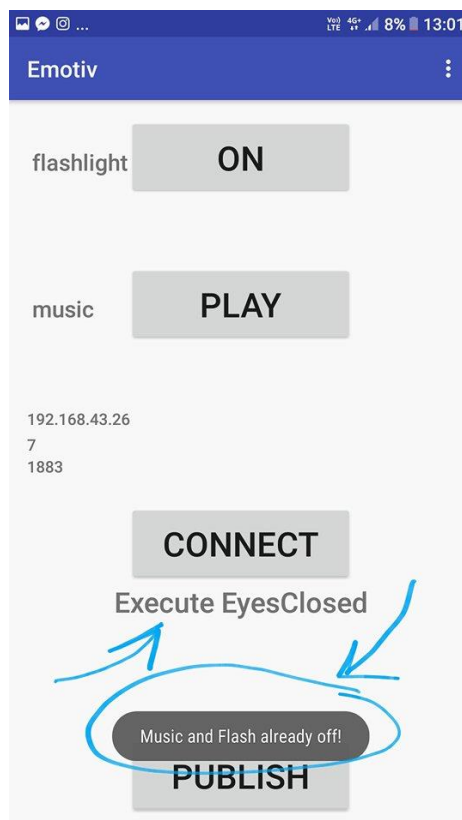 ... Vo) LTE 4G+ 8% 13:01
Emotiv
flashlight ON
music PLAY
192.168.43.26
7
1883
CONNECT
Execute EyesClosed
Music and Flash already off!
PUBLISH